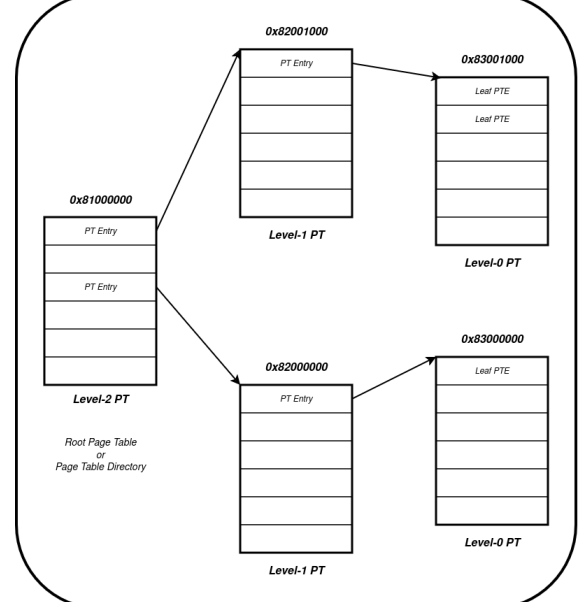 0x82001000
PT Entry
Level-1 PT
0x83001000
Leaf PTE
Leaf PTE
Level-0 PT
0x81000000
PT Entry
PT Entry
Level-2 PT
Root Page Table
or
Page Table Directory
0x82000000
PT Entry
Level-1 PT
0x83000000
Leaf PTE
Level-0 PT